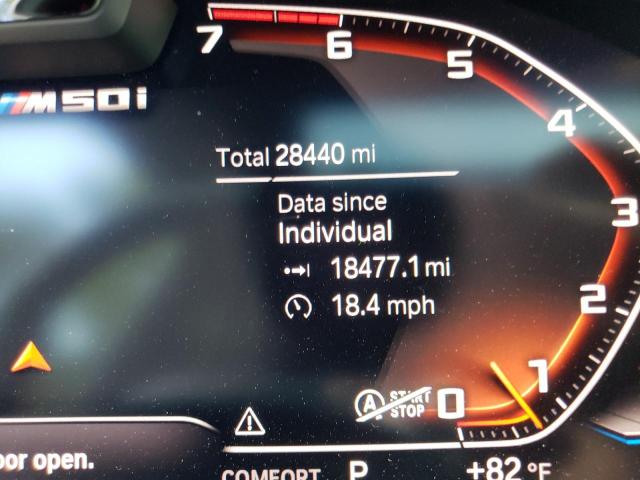 7 6 5 4 3 2 1 0
M50i
Total 28440 mi
Data since
Individual
18477.1 mi
18.4 mph
A START
STOP
oor open.
COMFORT P +82 °F